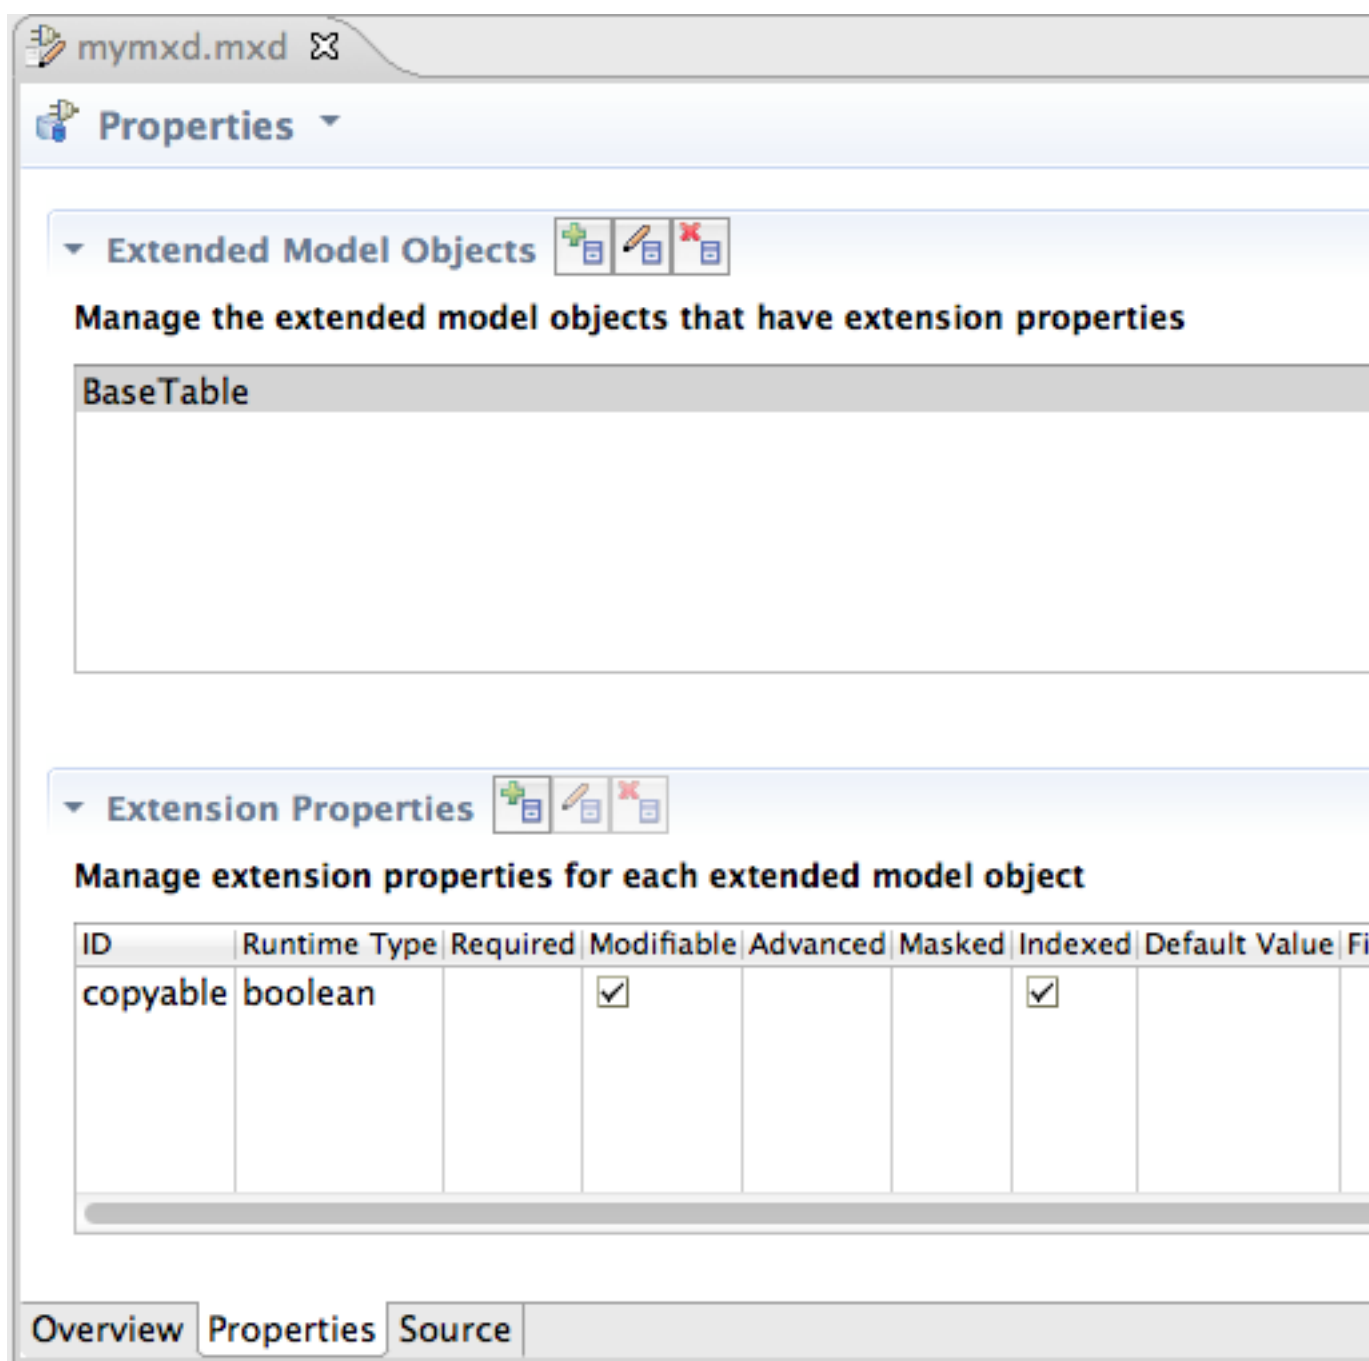 mymxd.mxd
Properties
Extended Model Objects
Manage the extended model objects that have extension properties
BaseTable
Extension Properties
Manage extension properties for each extended model object
ID Runtime Type Required Modifiable Advanced Masked Indexed Default Value
copyable boolean
Overview Properties Source